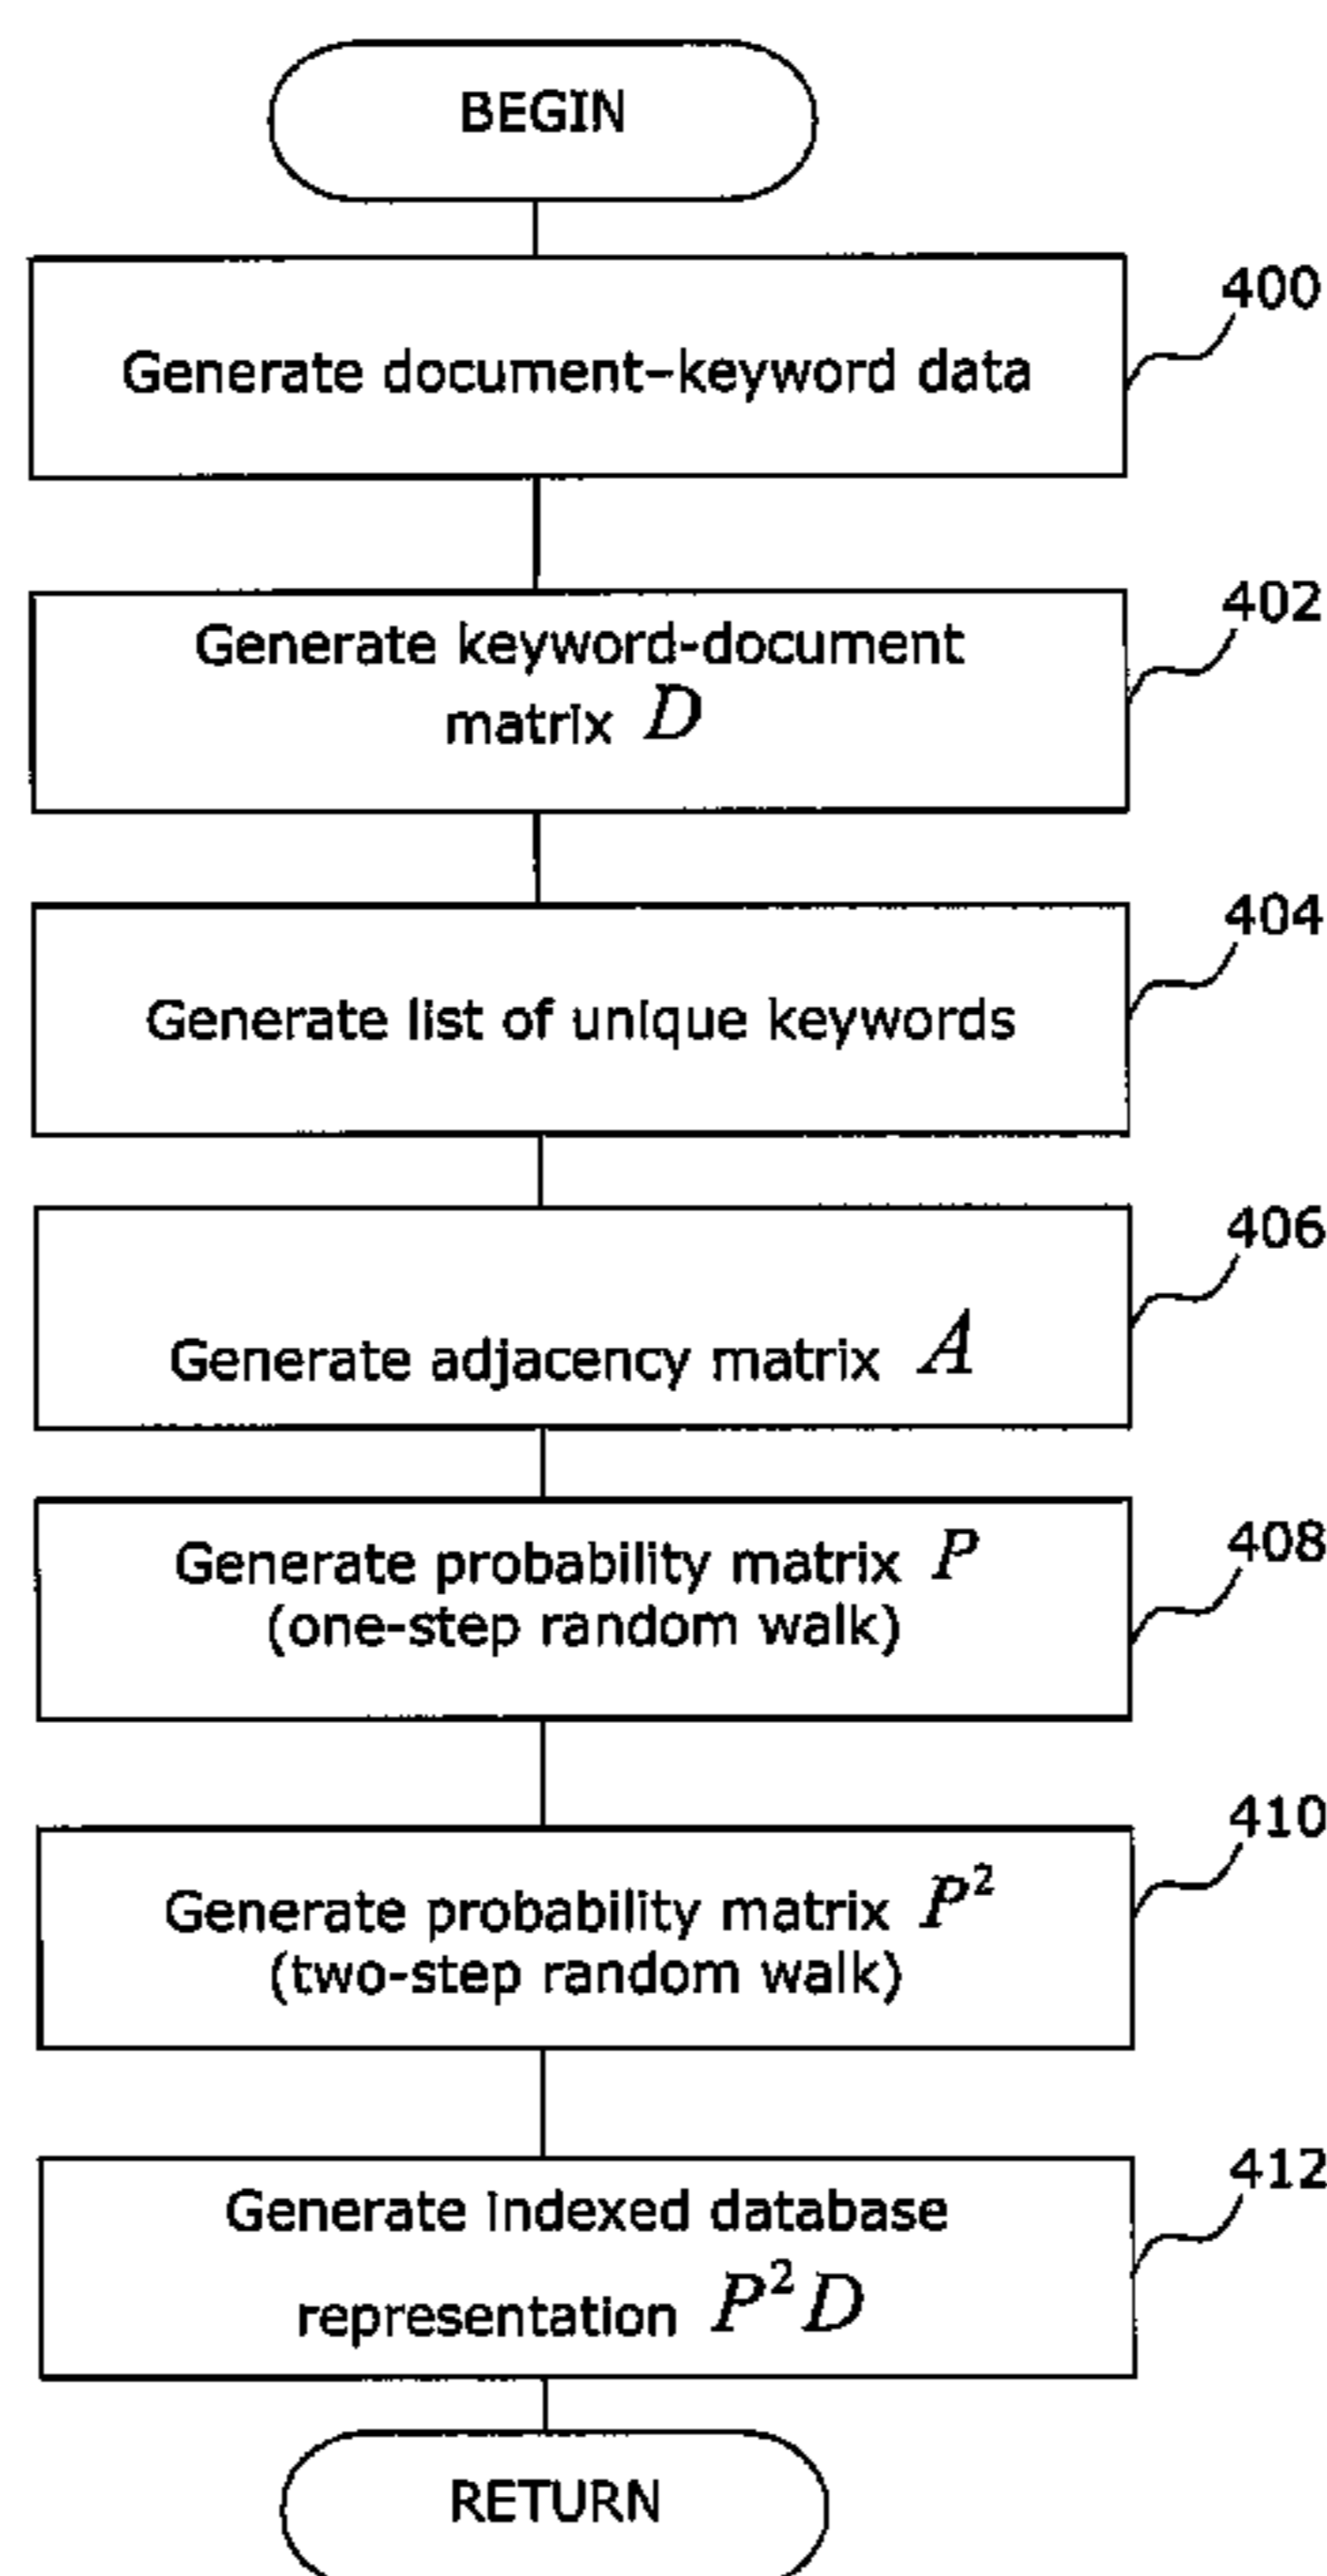 BEGIN
400
Generate document–keyword data
402
Generate keyword-document
matrix D
404
Generate list of unique keywords
406
Generate adjacency matrix A
408
Generate probability matrix P
(one-step random walk)
410
Generate probability matrix P²
(two-step random walk)
412
Generate indexed database
representation P²D
RETURN